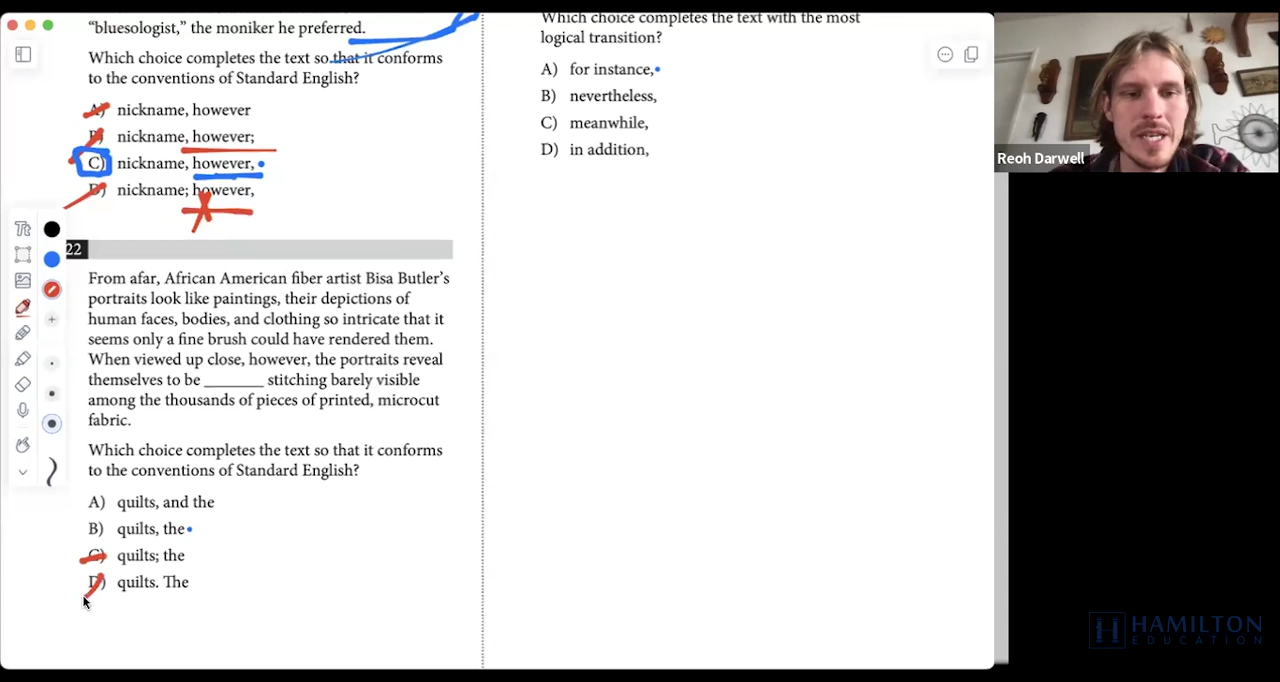 "bluesologist," the moniker he preferred.
Which choice completes the text so that it conforms
to the conventions of Standard English?
A) nickname, however
B) nickname, however;
C) nickname, however,
D) nickname; however,
22
From afar, African American fiber artist Bisa Butler's
portraits look like paintings, their depictions of
human faces, bodies, and clothing so intricate that it
seems only a fine brush could have rendered them.
When viewed up close, however, the portraits reveal
themselves to be _______ stitching barely visible
among the thousands of pieces of printed, microcut
fabric.
Which choice completes the text so that it conforms
to the conventions of Standard English?
A) quilts, and the
B) quilts, the
C) quilts; the
D) quilts. The
Which choice completes the text with the most
logical transition?
A) for instance,
B) nevertheless,
C) meanwhile,
D) in addition,
Tt
Reoh Darwell
HAMILTON
EDUCATION